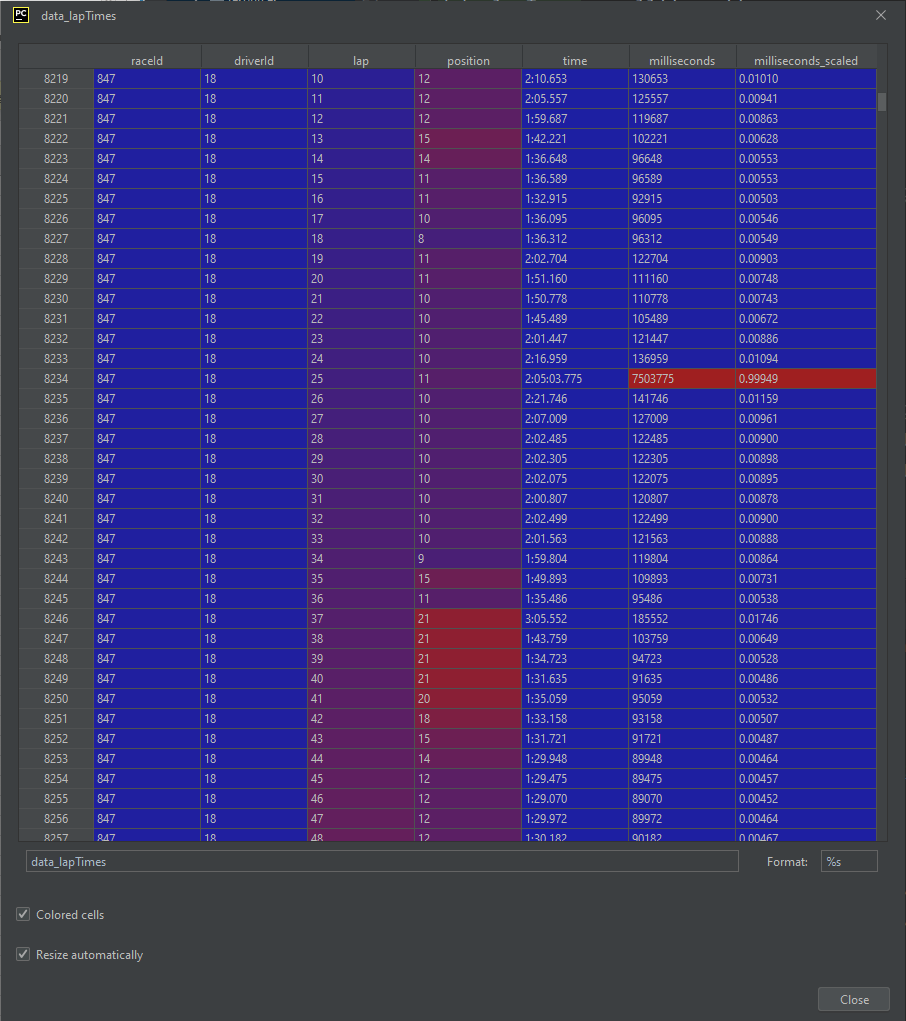 PC data_lapTimes
raceId driverId lap position time milliseconds milliseconds_scaled
8219 847 18 10 12 2:10.653 130653 0.01010
8220 847 18 11 12 2:05.557 125557 0.00941
8221 847 18 12 12 1:59.687 119687 0.00863
8222 847 18 13 15 1:42.221 102221 0.00628
8223 847 18 14 14 1:36.648 96648 0.00553
8224 847 18 15 11 1:36.589 96589 0.00553
8225 847 18 16 11 1:32.915 92915 0.00503
8226 847 18 17 10 1:36.095 96095 0.00546
8227 847 18 18 8 1:36.312 96312 0.00549
8228 847 18 19 11 2:02.704 122704 0.00903
8229 847 18 20 11 1:51.160 111160 0.00748
8230 847 18 21 10 1:50.778 110778 0.00743
8231 847 18 22 10 1:45.489 105489 0.00672
8232 847 18 23 10 2:01.447 121447 0.00886
8233 847 18 24 10 2:16.959 136959 0.01094
8234 847 18 25 11 2:05:03.775 7503775 0.99949
8235 847 18 26 10 2:21.746 141746 0.01159
8236 847 18 27 10 2:07.009 127009 0.00961
8237 847 18 28 10 2:02.485 122485 0.00900
8238 847 18 29 10 2:02.305 122305 0.00898
8239 847 18 30 10 2:02.075 122075 0.00895
8240 847 18 31 10 2:00.807 120807 0.00878
8241 847 18 32 10 2:02.499 122499 0.00900
8242 847 18 33 10 2:01.563 121563 0.00888
8243 847 18 34 9 1:59.804 119804 0.00864
8244 847 18 35 15 1:49.893 109893 0.00731
8245 847 18 36 11 1:35.486 95486 0.00538
8246 847 18 37 21 3:05.552 185552 0.01746
8247 847 18 38 21 1:43.759 103759 0.00649
8248 847 18 39 21 1:34.723 94723 0.00528
8249 847 18 40 21 1:31.635 91635 0.00486
8250 847 18 41 20 1:35.059 95059 0.00532
8251 847 18 42 18 1:33.158 93158 0.00507
8252 847 18 43 15 1:31.721 91721 0.00487
8253 847 18 44 14 1:29.948 89948 0.00464
8254 847 18 45 12 1:29.475 89475 0.00457
8255 847 18 46 12 1:29.070 89070 0.00452
8256 847 18 47 12 1:29.972 89972 0.00464
8257 847 18 48 12 1:30.182 90182 0.00467
data_lapTimes Format: %s
Colored cells
Resize automatically
Close